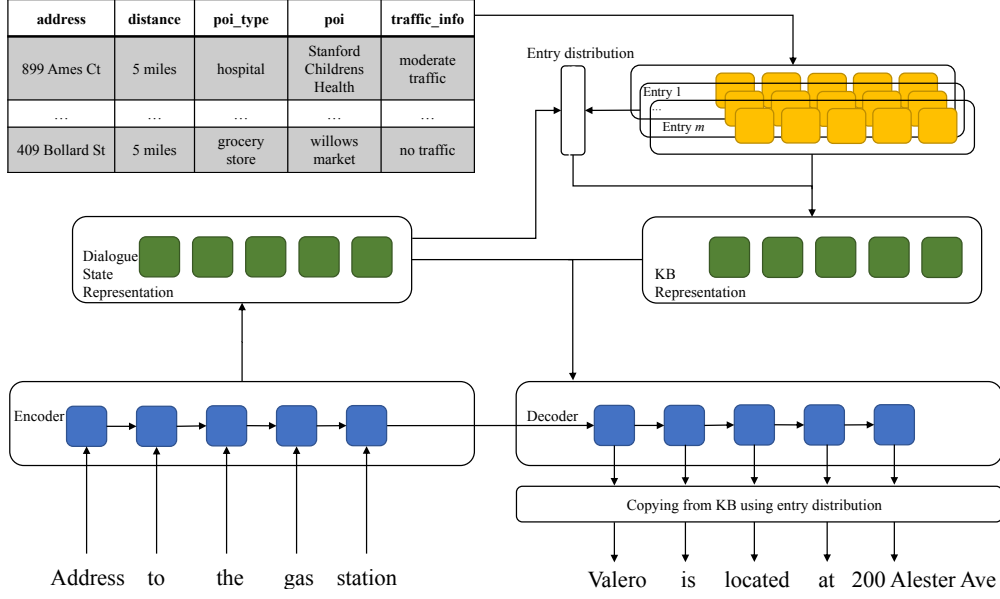 address distance poi_type poi traffic_info
899 Ames Ct 5 miles hospital Stanford Childrens Health moderate traffic
... ... ... ... ...
409 Bollard St 5 miles grocery store willows market no traffic
Entry distribution
Entry 1
...
Entry m
Dialogue
State
Representation
KB
Representation
Encoder
Decoder
Copying from KB using entry distribution
Address to the gas station
Valero is located at 200 Alester Ave